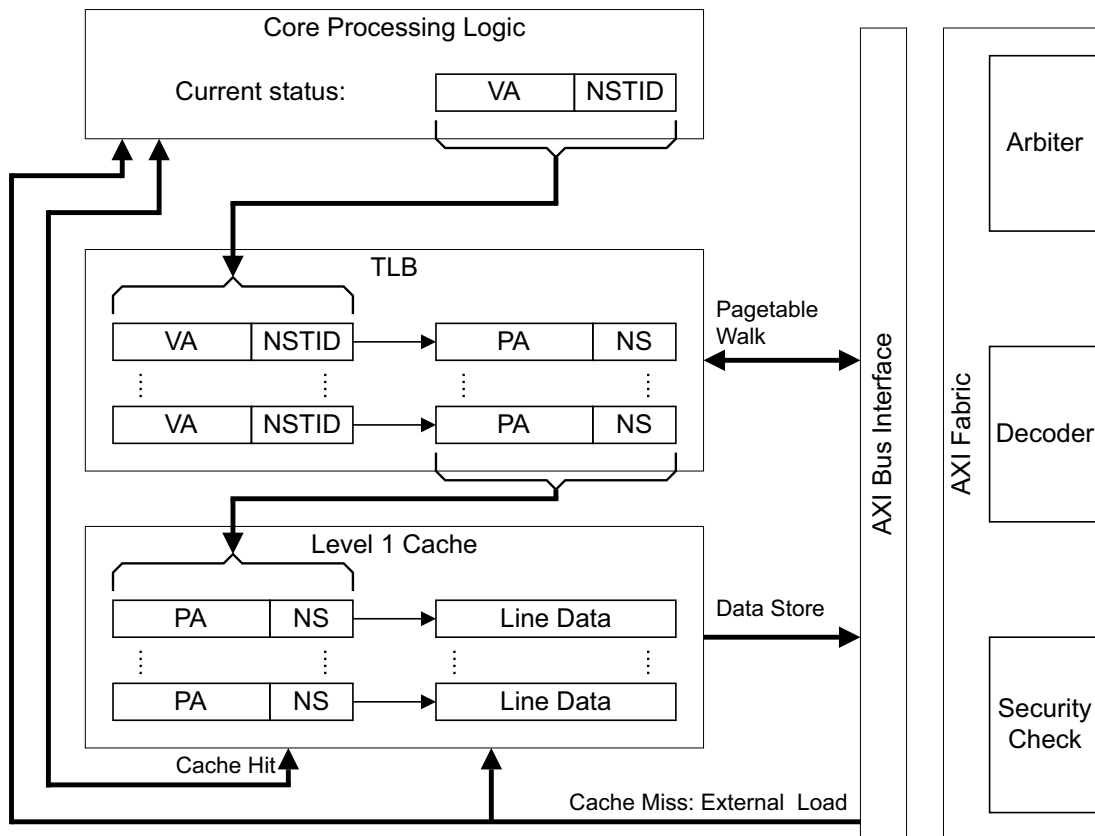 Core Processing Logic
Current status:
VA NSTID
TLB
VA NSTID PA NS
VA NSTID PA NS
Pagetable
Walk
Level 1 Cache
PA NS Line Data
PA NS Line Data
Data Store
Cache Hit
Cache Miss: External Load
AXI Bus Interface
AXI Fabric
Arbiter
Decoder
Security
Check